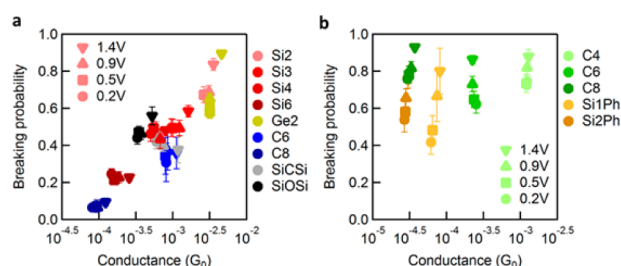 a
Breaking probability
1.0
0.8
0.6
0.4
0.2
0.0
1.4V
0.9V
0.5V
0.2V
Si2
Si3
Si4
Si6
Ge2
C6
C8
SiCSi
SiOSi
10^-4.5 10^-4 10^-3.5 10^-3 10^-2.5 10^-2
Conductance (G₀)
b
Breaking probability
1.0
0.8
0.6
0.4
0.2
0.0
C4
C6
C8
Si1Ph
Si2Ph
1.4V
0.9V
0.5V
0.2V
10^-5 10^-4.5 10^-4 10^-3.5 10^-3 10^-2.5
Conductance (G₀)